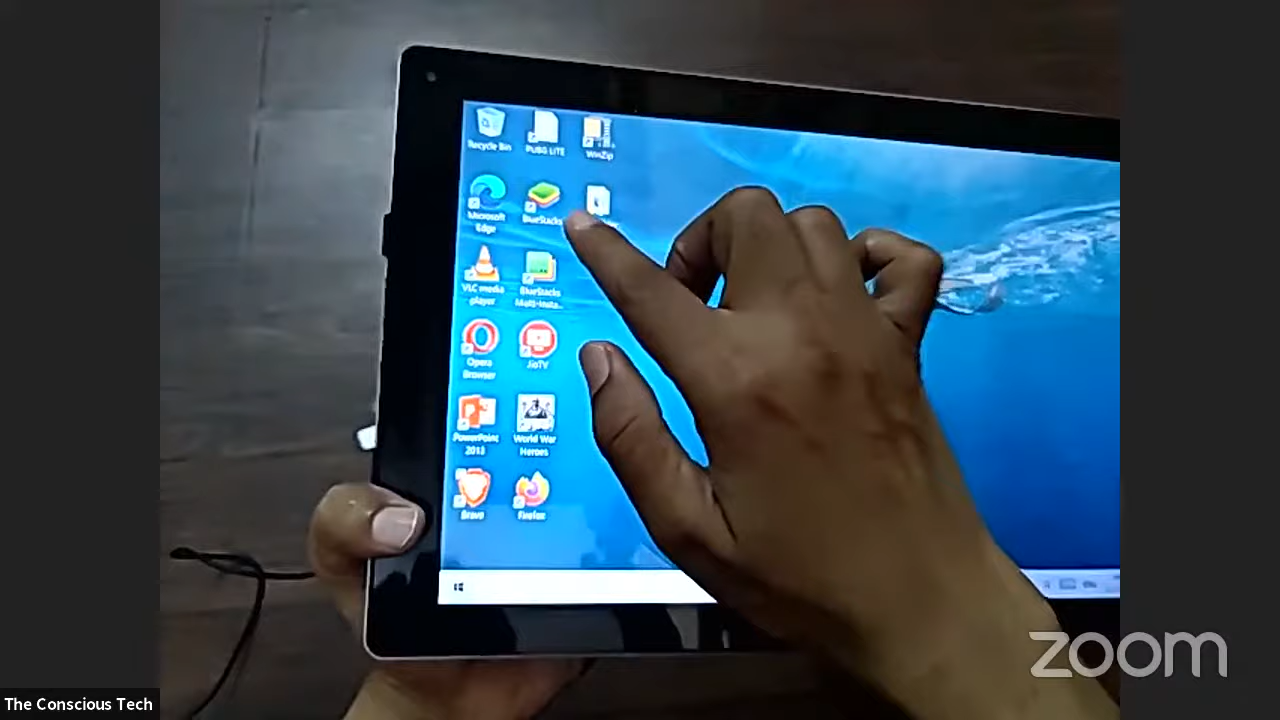 Recycle Bin
PUBG LITE
WinZip
Microsoft
Edge
BlueStacks
VLC media
player
BlueStacks
Multi-Insta...
Opera
Browser
JioTV
PowerPoint
2013
World War
Heroes
Brave
Firefox
zoom
The Conscious Tech